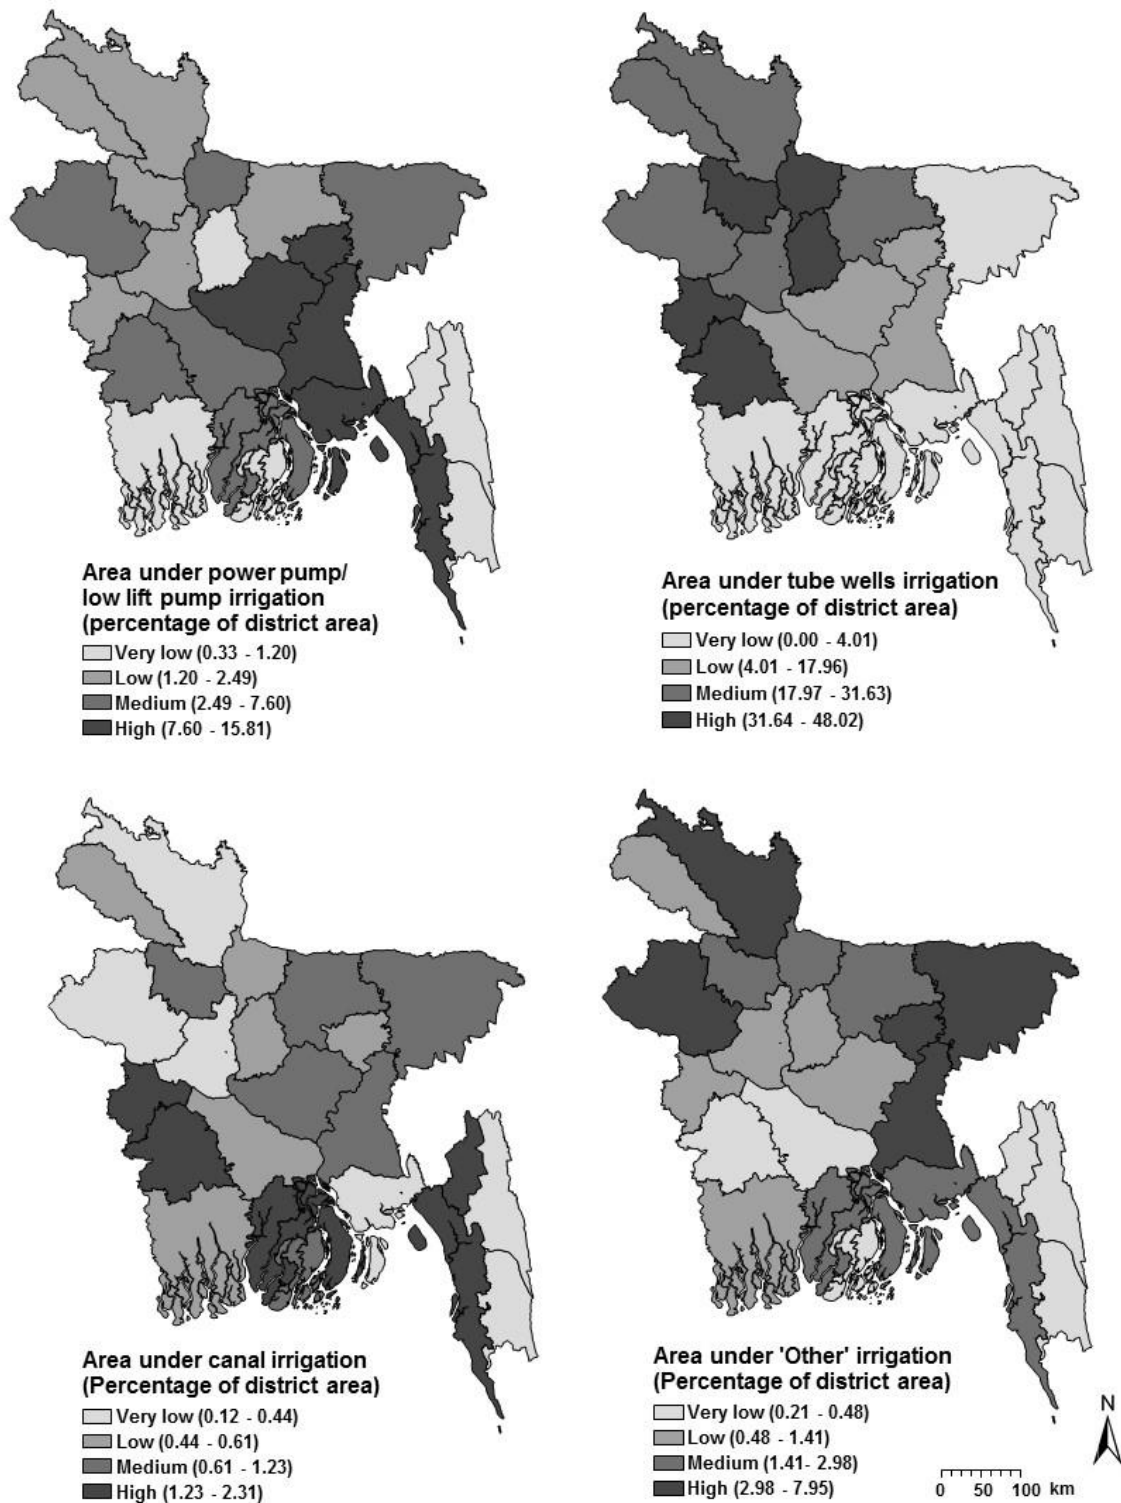 Area under power pump/
low lift pump irrigation
(percentage of district area)
Very low (0.33 - 1.20)
Low (1.20 - 2.49)
Medium (2.49 - 7.60)
High (7.60 - 15.81)
Area under tube wells irrigation
(percentage of district area)
Very low (0.00 - 4.01)
Low (4.01 - 17.96)
Medium (17.97 - 31.63)
High (31.64 - 48.02)
Area under canal irrigation
(Percentage of district area)
Very low (0.12 - 0.44)
Low (0.44 - 0.61)
Medium (0.61 - 1.23)
High (1.23 - 2.31)
Area under 'Other' irrigation
(Percentage of district area)
Very low (0.21 - 0.48)
Low (0.48 - 1.41)
Medium (1.41- 2.98)
High (2.98 - 7.95)
N
0 50 100 km